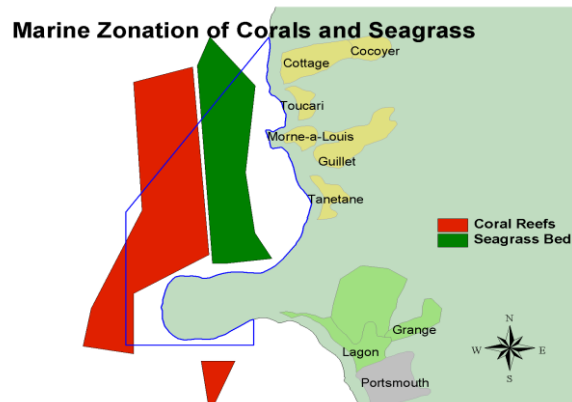 Marine Zonation of Corals and Seagrass
Cocoyer
Cottage
Toucari
Morne-a-Louis
Guillet
Tanetane
Coral Reefs
Seagrass Bed
Grange
Lagon
Portsmouth
N
W E
S